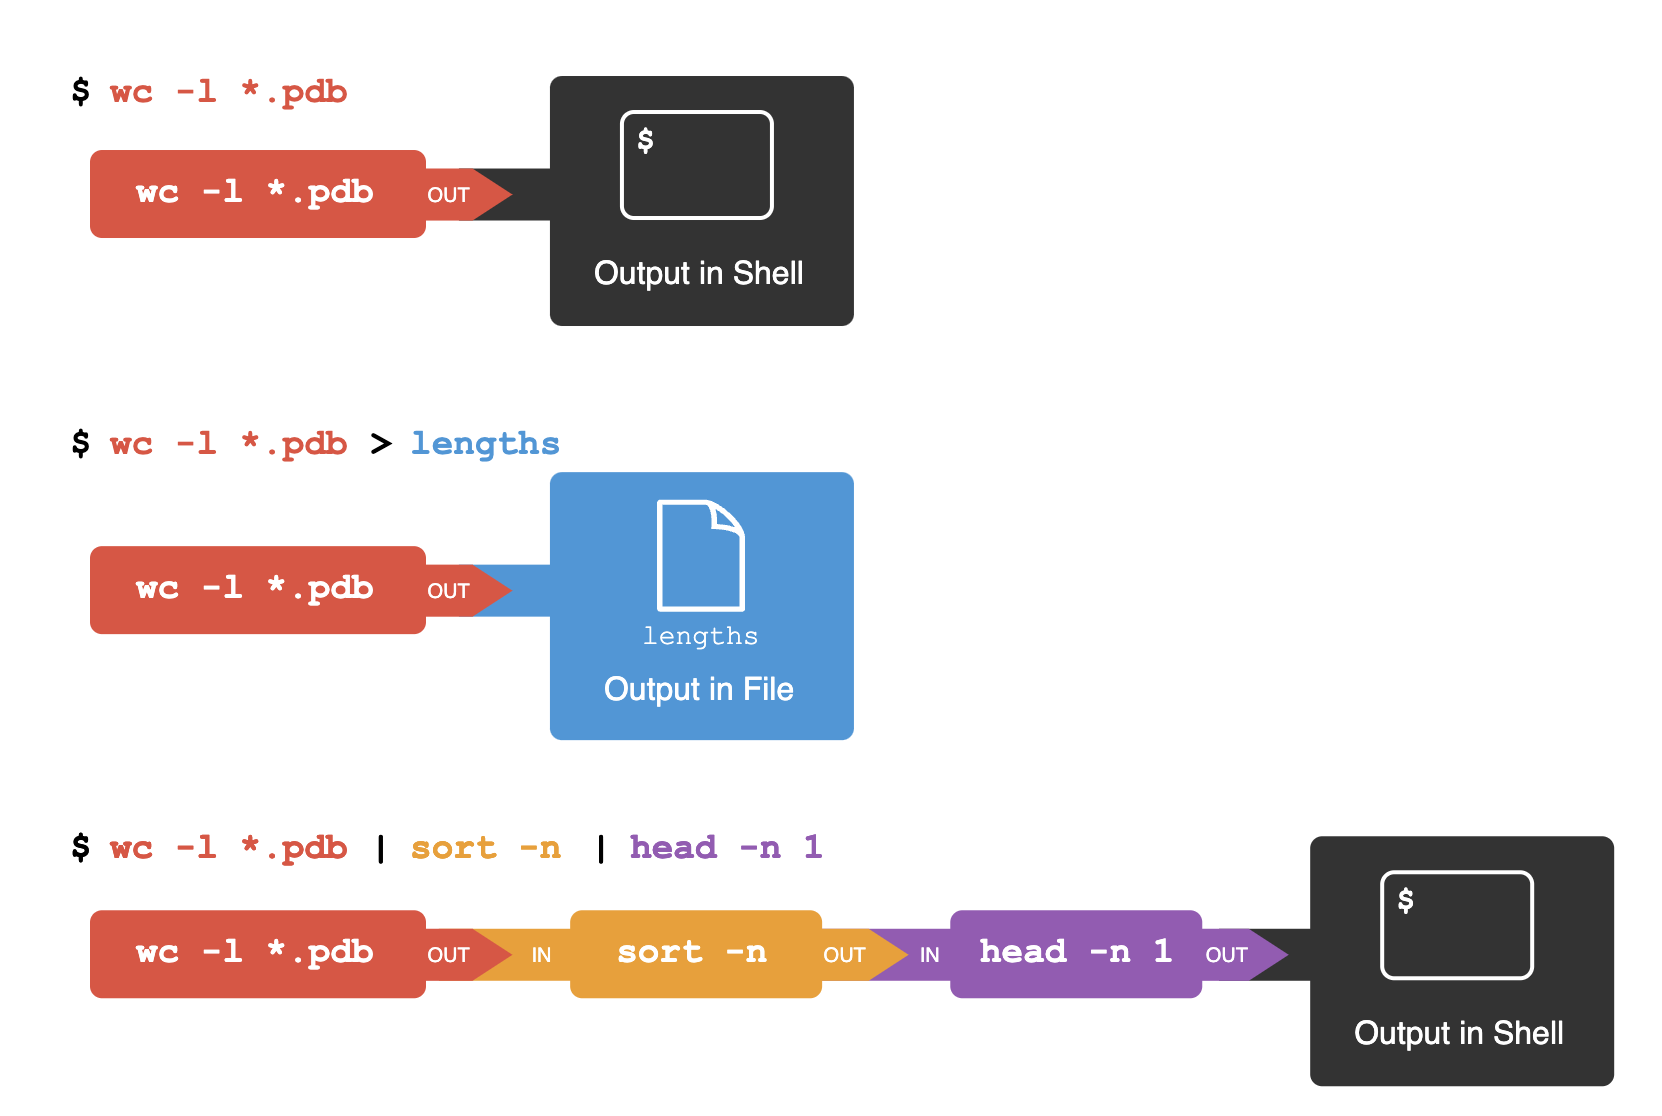 $ wc -l *.pdb
wc -l *.pdb OUT
$
Output in Shell
$ wc -l *.pdb > lengths
wc -l *.pdb OUT
lengths
Output in File
$ wc -l *.pdb | sort -n | head -n 1
wc -l *.pdb OUT IN sort -n OUT IN head -n 1 OUT
$
Output in Shell